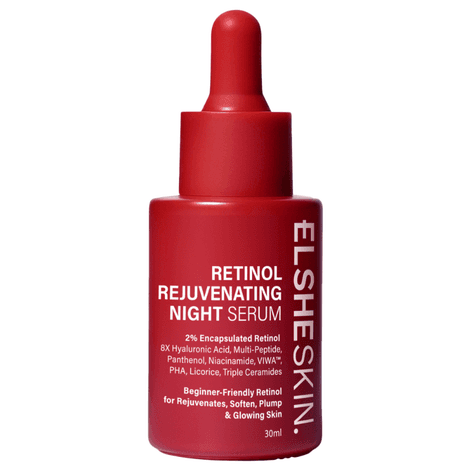 RETINOL
REJUVENATING
NIGHT SERUM
2% Encapsulated Retinol
8X Hyaluronic Acid, Multi-Peptide,
Panthenol, Niacinamide, VIWA™,
PHA, Licorice, Triple Ceramides
Beginner-Friendly Retinol
for Rejuvenates, Soften, Plump
& Glowing Skin
30ml
ELSHESKIN.